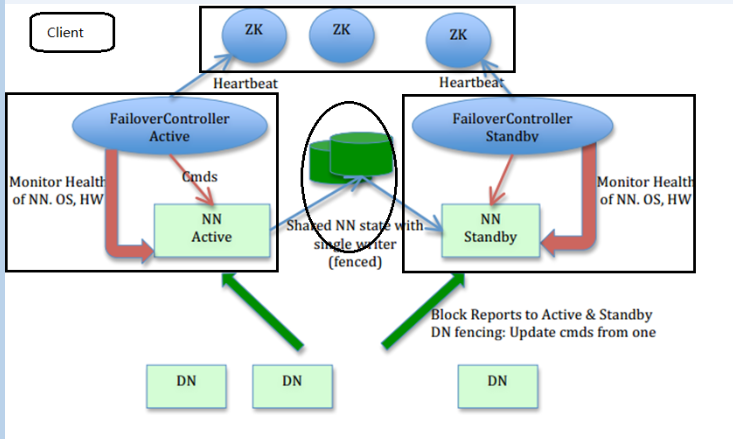 Client
ZK
ZK
ZK
Heartbeat
Heartbeat
FailoverController
Active
FailoverController
Standby
Monitor Health
of NN. OS, HW
Cmds
Monitor Health
of NN. OS, HW
NN
Active
Shared NN state with
single writer
(fenced)
NN
Standby
Block Reports to Active & Standby
DN fencing: Update cmds from one
DN
DN
DN